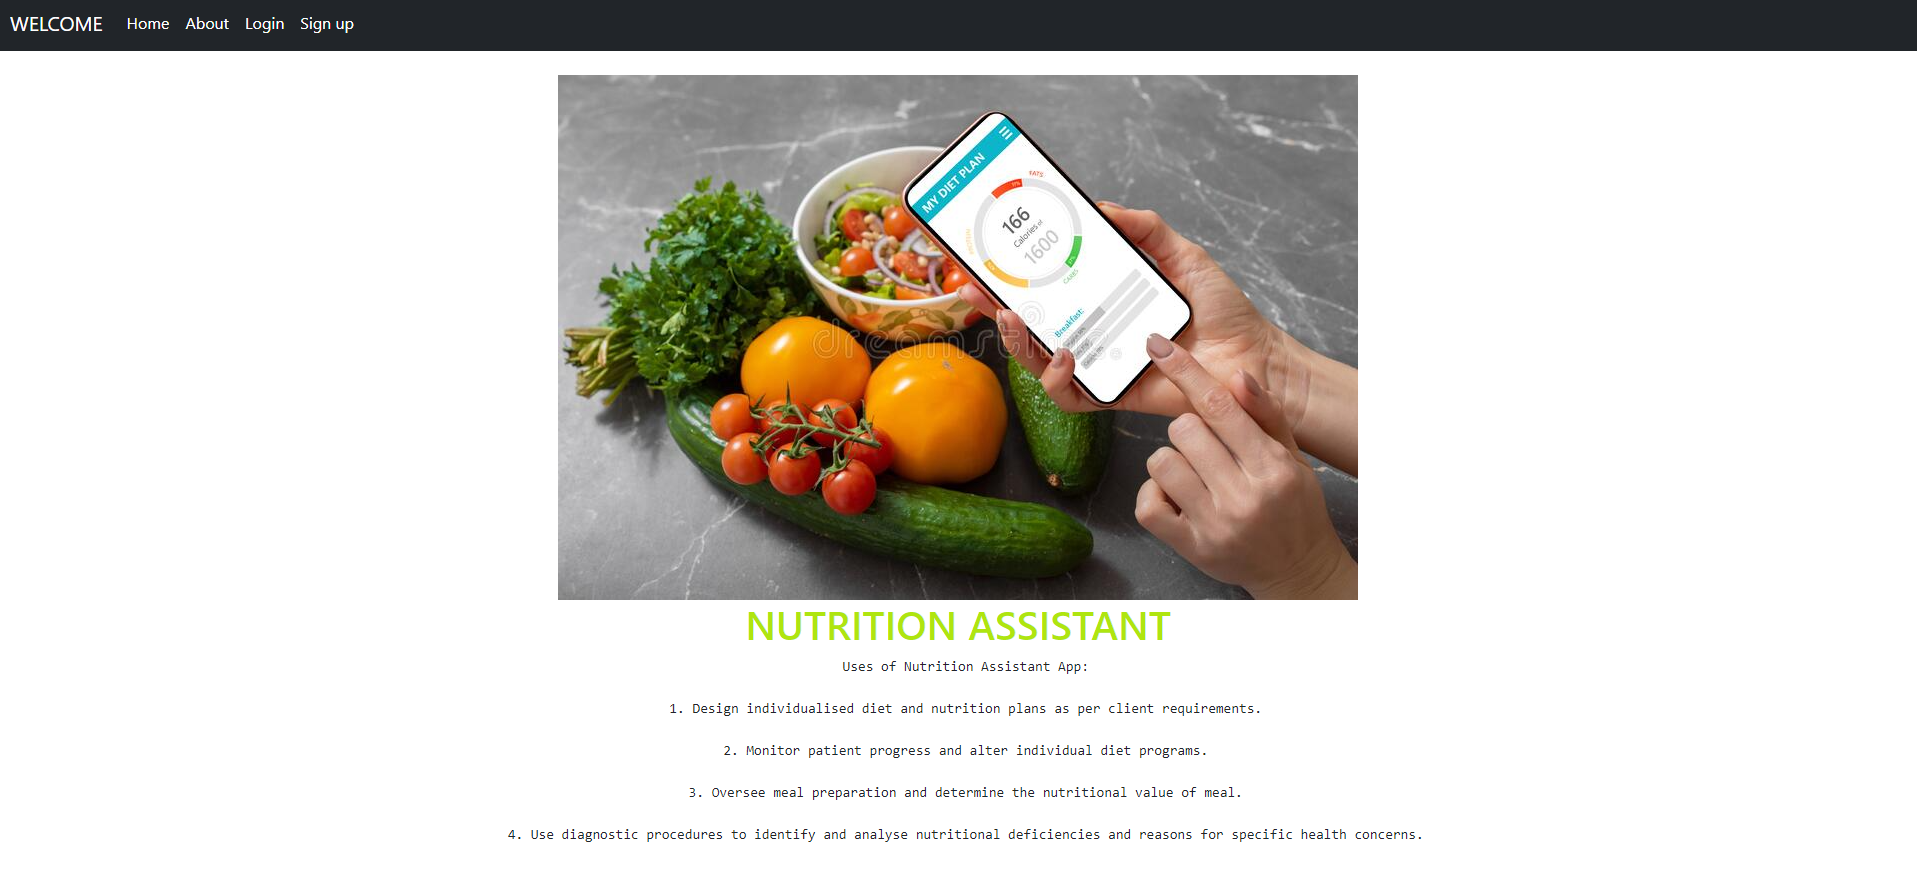 WELCOME Home About Login Sign up
MY DIET PLAN
FATS
11%
166
Calories of
1600
PROTEIN
CARBS
Breakfast:
dreamstime
NUTRITION ASSISTANT
Uses of Nutrition Assistant App:
1. Design individualised diet and nutrition plans as per client requirements.
2. Monitor patient progress and alter individual diet programs.
3. Oversee meal preparation and determine the nutritional value of meal.
4. Use diagnostic procedures to identify and analyse nutritional deficiencies and reasons for specific health concerns.